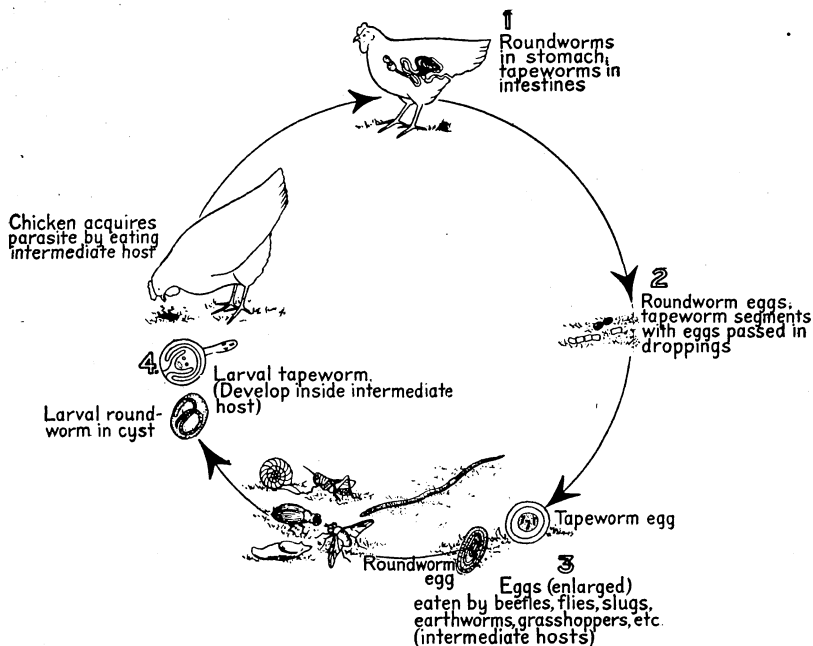 1
Roundworms
in stomach;
tapeworms in
intestines
2
Roundworm eggs;
tapeworm segments
with eggs passed in
droppings
Tapeworm egg
Roundworm
egg
3
Eggs (enlarged)
eaten by beetles, flies, slugs,
earthworms, grasshoppers, etc.
(intermediate hosts)
4.
Larval tapeworm.
(Develop inside intermediate
host)
Larval round-
worm in cyst
Chicken acquires
parasite by eating
intermediate host